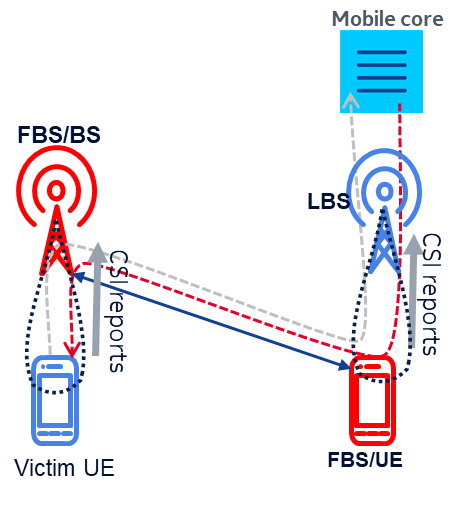 Mobile core
FBS/BS
LBS
CSI reports
CSI reports
Victim UE
FBS/UE